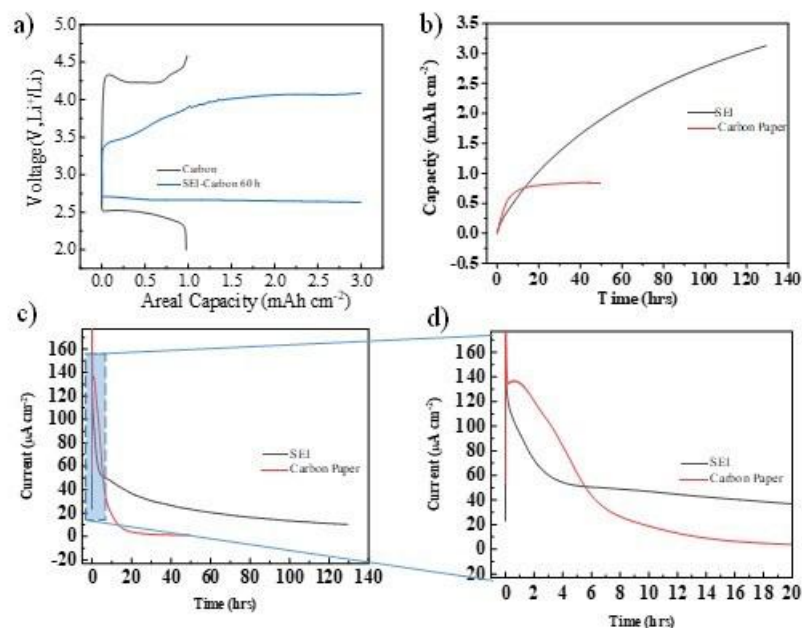 a)
5.0
4.5
4.0
3.5
3.0
2.5
2.0
Voltage(V, Li⁺/Li)
Carbon
SEI-Carbon 60 h
0.0 0.5 1.0 1.5 2.0 2.5 3.0
Areal Capacity (mAh cm⁻²)
b)
3.5
3.0
2.5
2.0
1.5
1.0
0.5
0.0
-0.5
Capactiy (mAh cm⁻²)
SEI
Carbon Paper
0 20 40 60 80 100 120 140
Time (hrs)
c)
160
140
120
100
80
60
40
20
0
-20
Current (µA cm⁻²)
SEI
Carbon Paper
0 20 40 60 80 100 120 140
Time (hrs)
d)
160
140
120
100
80
60
40
20
0
-20
Current (µA cm⁻²)
SEI
Carbon Paper
0 2 4 6 8 10 12 14 16 18 20
Time (hrs)